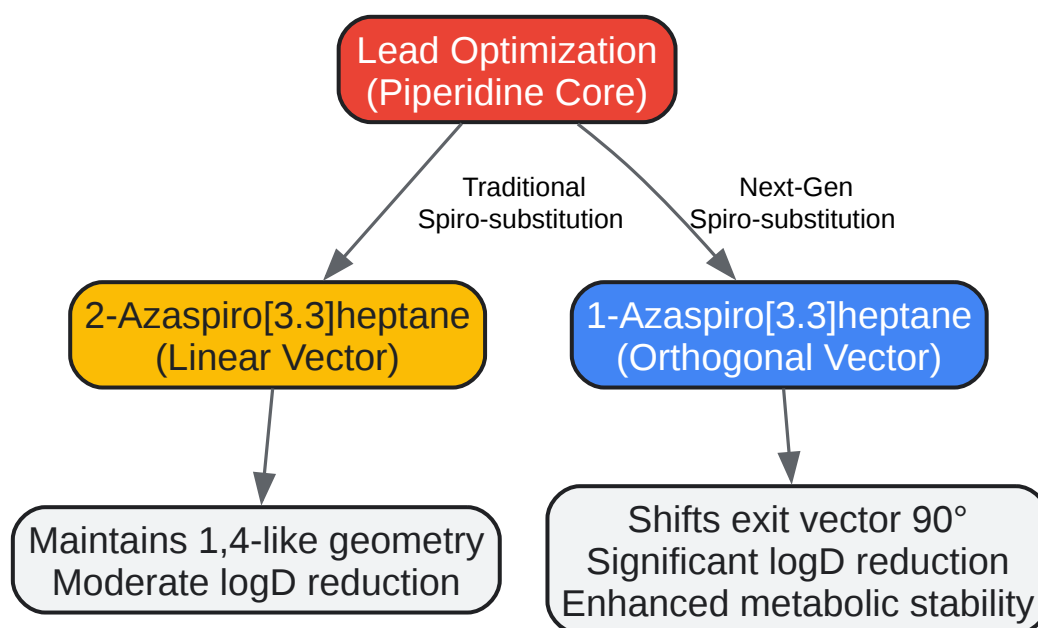 Lead Optimization
(Piperidine Core)
Traditional
Spiro-substitution
Next-Gen
Spiro-substitution
2-Azaspiro[3.3]heptane
(Linear Vector)
1-Azaspiro[3.3]heptane
(Orthogonal Vector)
Maintains 1,4-like geometry
Moderate logD reduction
Shifts exit vector 90°
Significant logD reduction
Enhanced metabolic stability